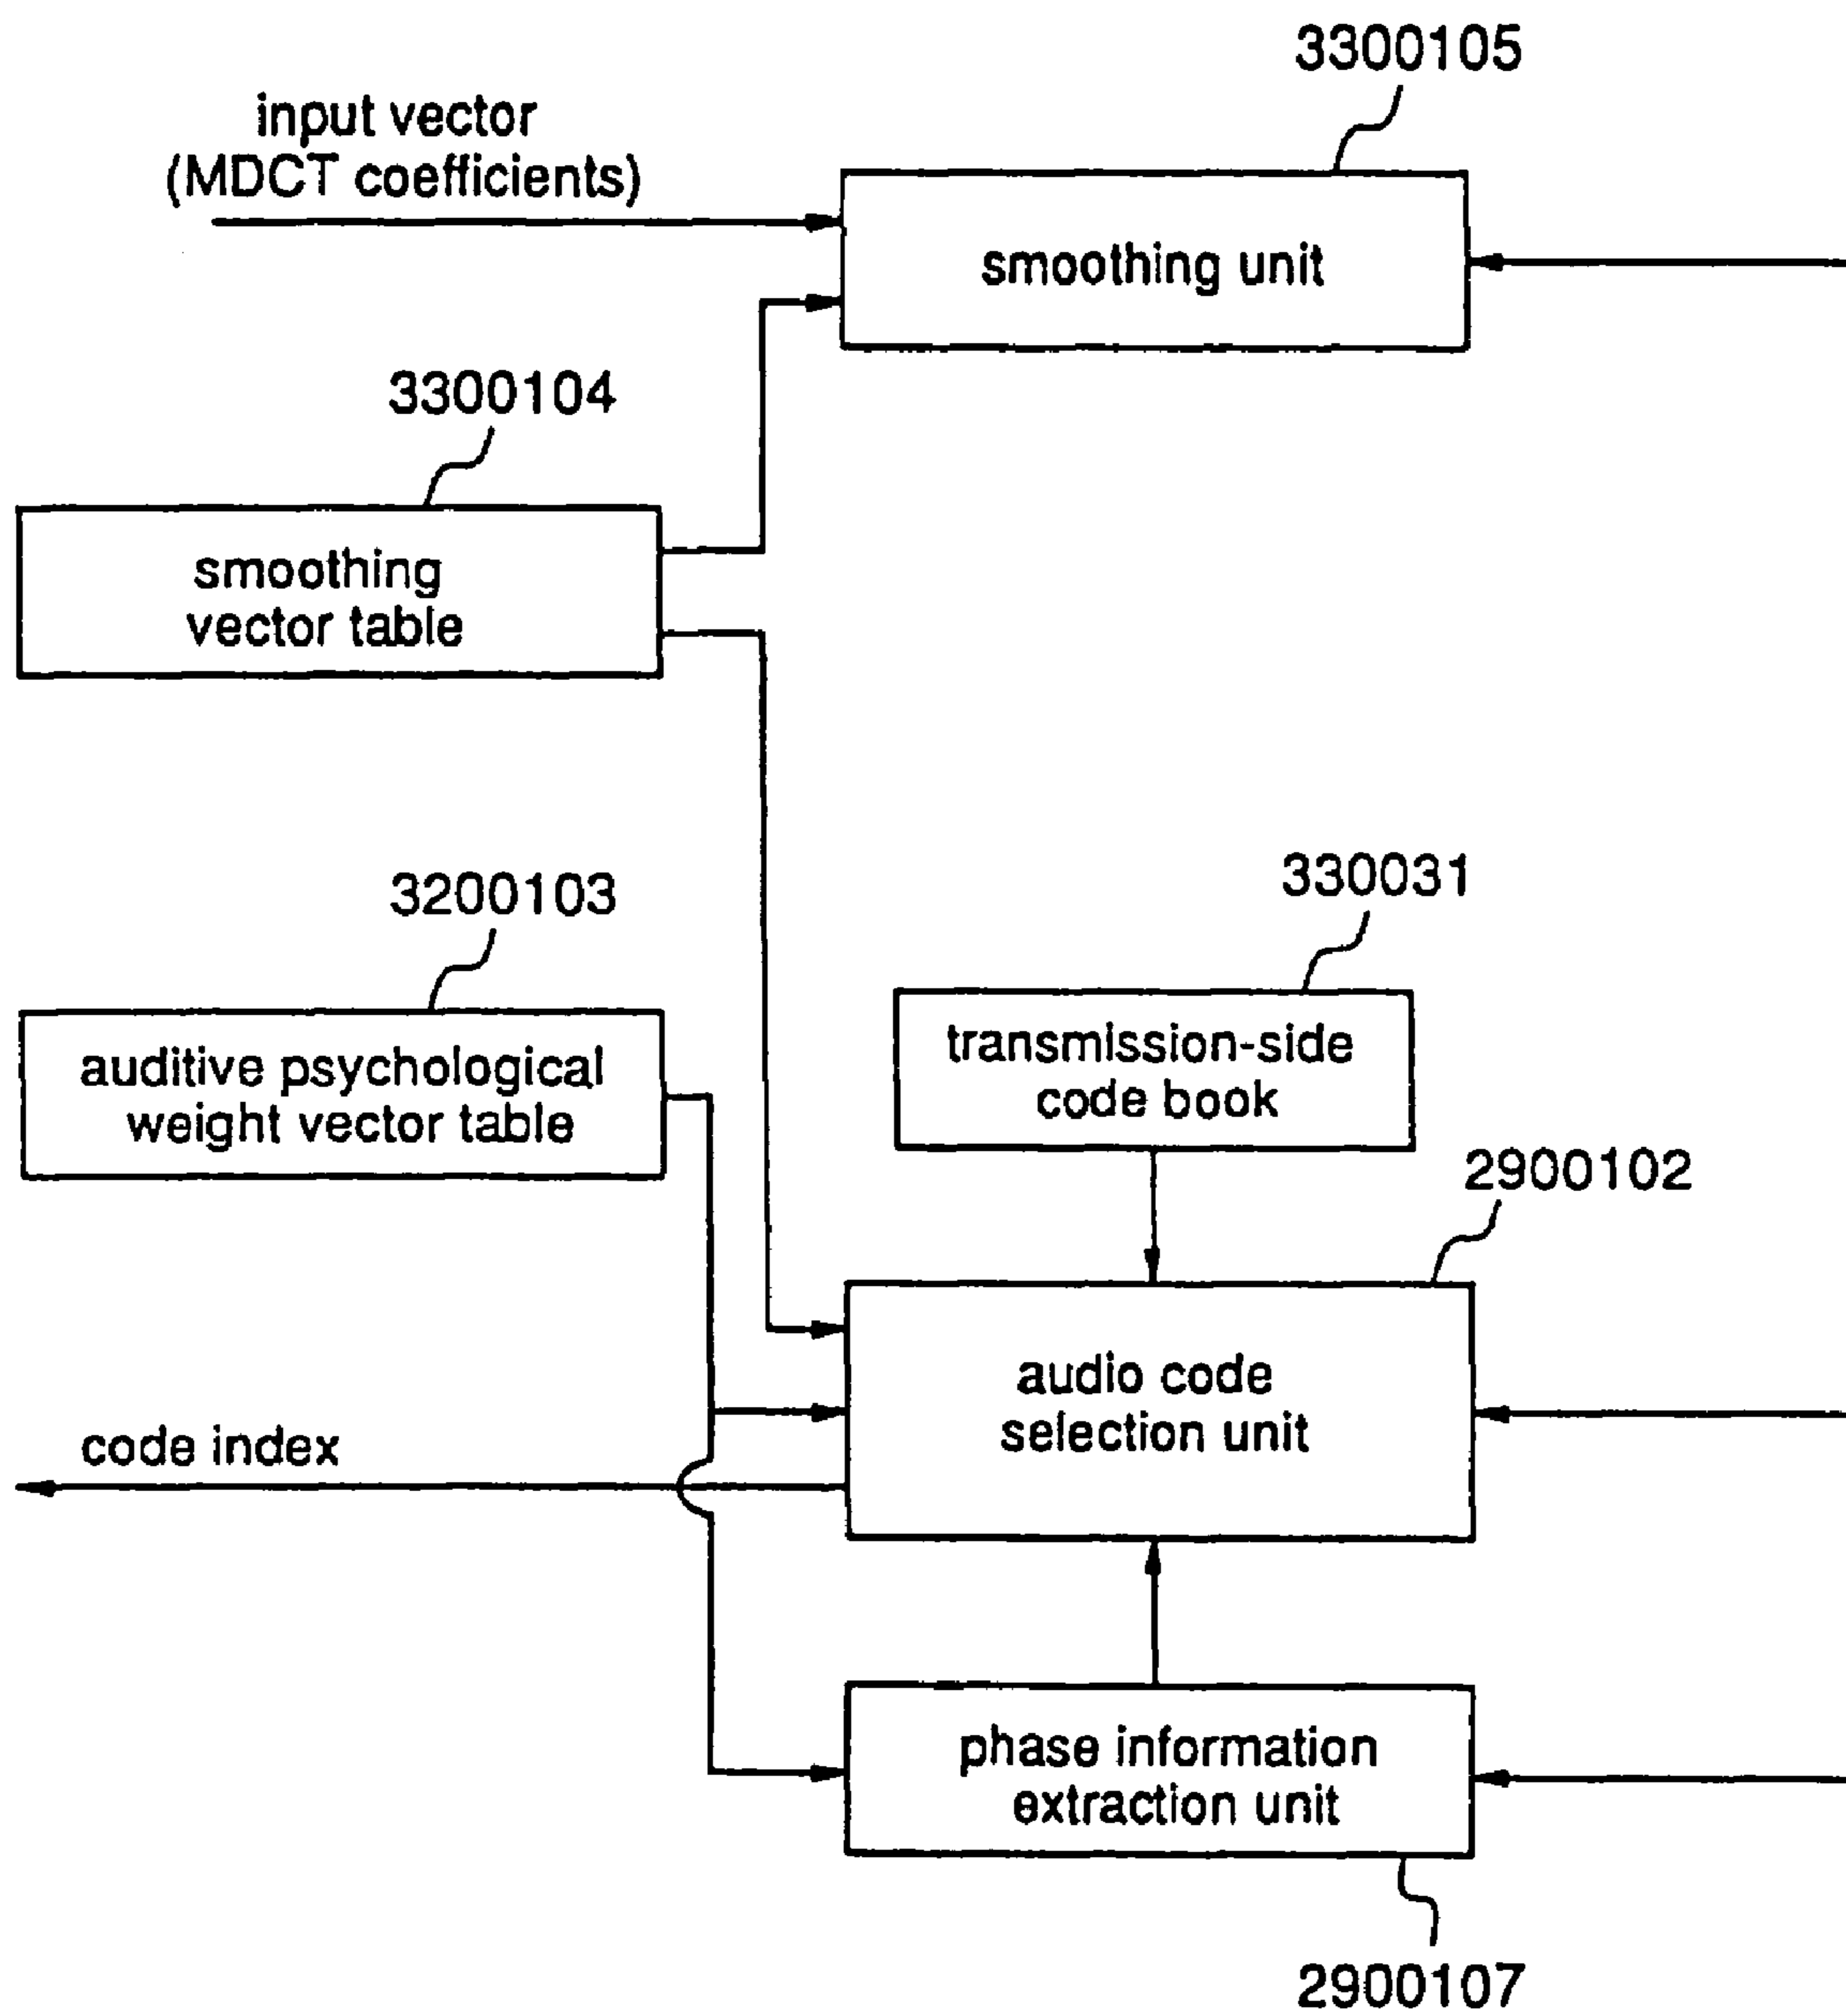 3300105
input vector
(MDCT coefficients)
smoothing unit
3300104
smoothing
vector table
3200103
330031
auditive psychological
weight vector table
transmission-side
code book
2900102
audio code
selection unit
code index
phase information
extraction unit
2900107